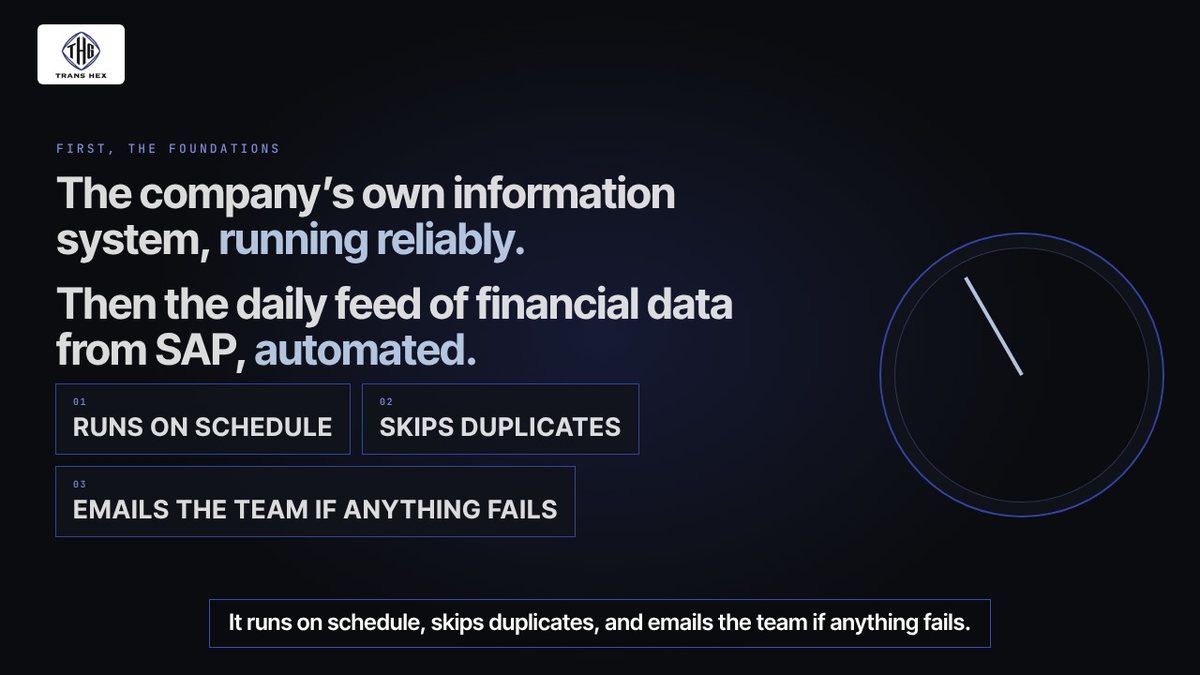 THG
TRANS HEX
FIRST, THE FOUNDATIONS
The company’s own information
system, running reliably.
Then the daily feed of financial data
from SAP, automated.
01
RUNS ON SCHEDULE
02
SKIPS DUPLICATES
03
EMAILS THE TEAM IF ANYTHING FAILS
It runs on schedule, skips duplicates, and emails the team if anything fails.